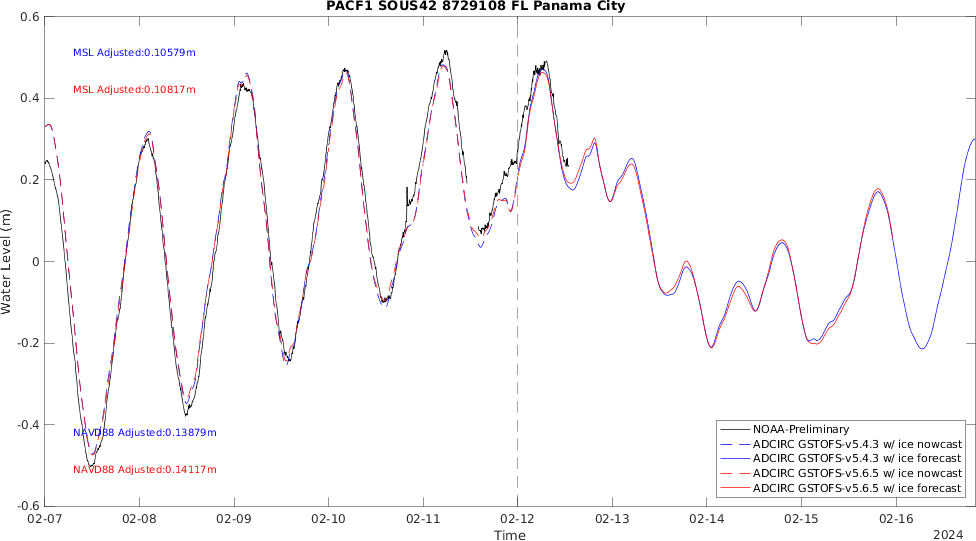 PACF1 SOUS42 8729108 FL Panama City
0.6
MSL Adjusted:0.10579m
MSL Adjusted:0.10817m
0.4
0.2
0
-0.2
-0.4
-0.6
Water Level (m)
NAVD88 Adjusted:0.13879m
NAVD88 Adjusted:0.14117m
NOAA-Preliminary
ADCIRC GSTOFS-v5.4.3 w/ ice nowcast
ADCIRC GSTOFS-v5.4.3 w/ ice forecast
ADCIRC GSTOFS-v5.6.5 w/ ice nowcast
ADCIRC GSTOFS-v5.6.5 w/ ice forecast
02-07 02-08 02-09 02-10 02-11 02-12 02-13 02-14 02-15 02-16
Time
2024